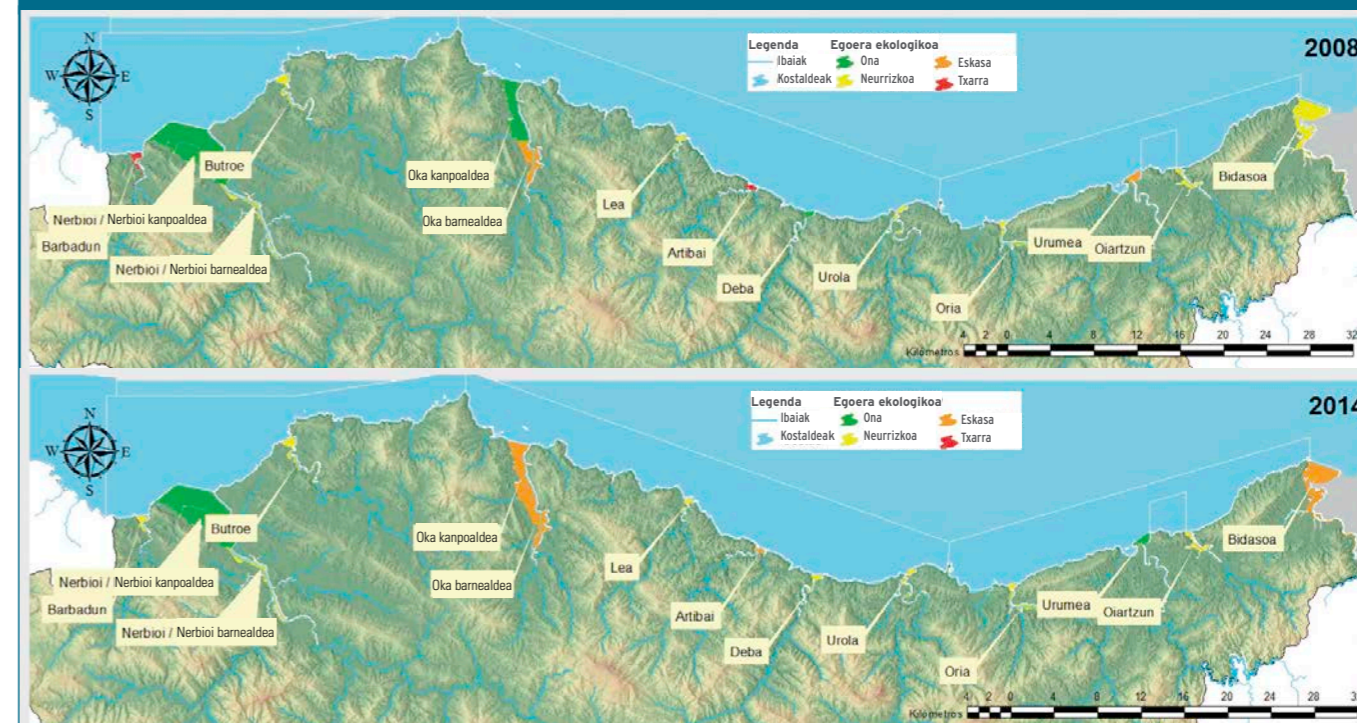 2008
Legenda Egoera ekologikoa
Ibaiak Ona Eskasa
Kostaldeak Neurrizkoa Txarra
N
W E
S
Butroe
Oka kanpoaldea
Oka barnealdea
Lea
Bidasoa
Nerbioi / Nerbioi kanpoaldea
Barbadun
Nerbioi / Nerbioi barnealdea
Artibai
Deba
Urola
Oria
Urumea
Oiartzun
4 2 0 4 8 12 16 20 24 28 32
Kilómetros
2014
Legenda Egoera ekologikoa
Ibaiak Ona Eskasa
Kostaldeak Neurrizkoa Txarra
N
W E
S
Butroe
Oka kanpoaldea
Oka barnealdea
Lea
Bidasoa
Nerbioi / Nerbioi kanpoaldea
Barbadun
Nerbioi / Nerbioi barnealdea
Artibai
Deba
Urola
Oria
Urumea
Oiartzun
4 2 0 4 8 12 16 20 24 28
Kilómetros